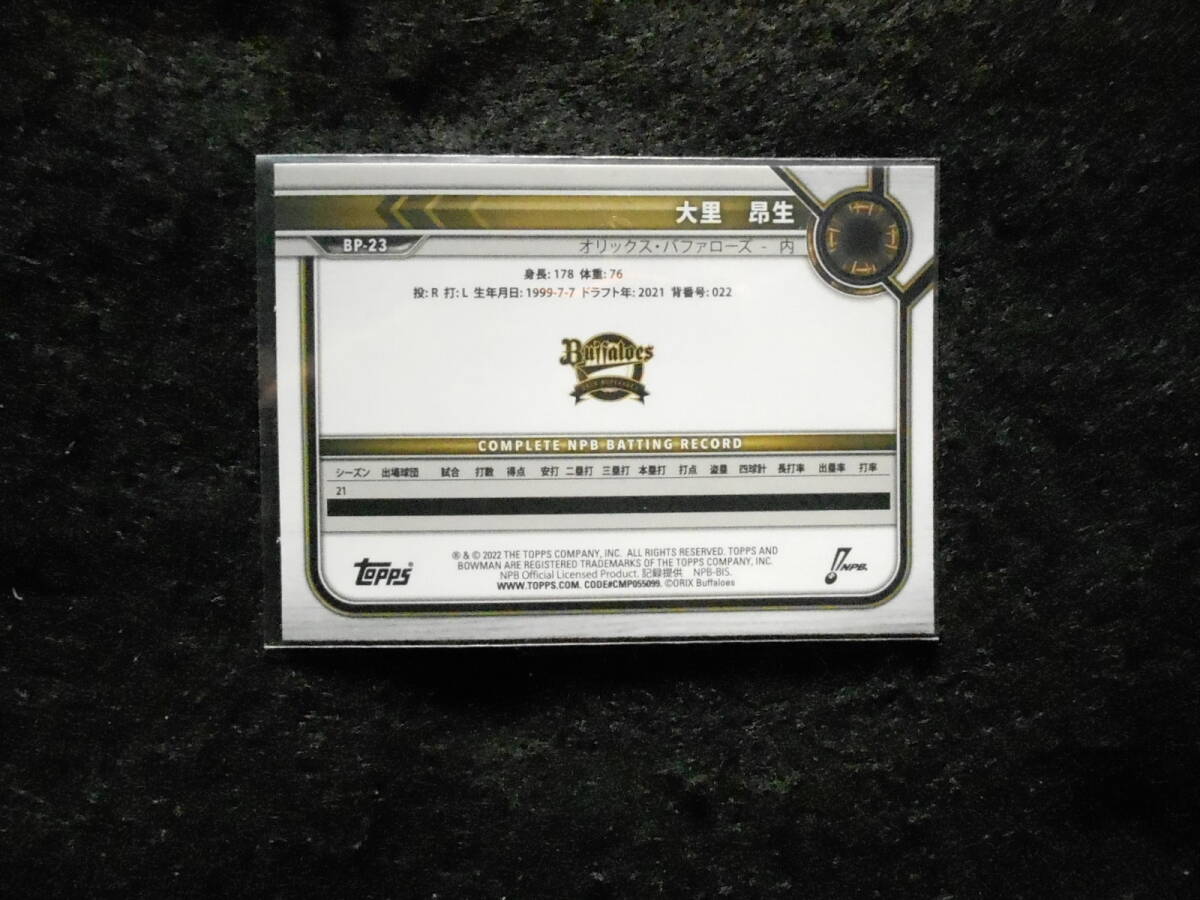 大里 昂生
BP-23
オリックス・バファローズ - 内
身長: 178 体重: 76
投: R 打: L 生年月日: 1999-7-7 ドラフト年: 2021 背番号: 022
Buffaloes
ORIX BUFFALOES
COMPLETE NPB BATTING RECORD
シーズン 出場球団 試合 打数 得点 安打 二塁打 三塁打 本塁打 打点 盗塁 四球計 長打率 出塁率 打率
21
topps®
® & © 2022 THE TOPPS COMPANY, INC. ALL RIGHTS RESERVED. TOPPS AND
BOWMAN ARE REGISTERED TRADEMARKS OF THE TOPPS COMPANY, INC.
NPB Official Licensed Product. 記録提供 NPB-BIS.
WWW.TOPPS.COM. CODE#CMP055099. ©ORIX Buffaloes
NPB.